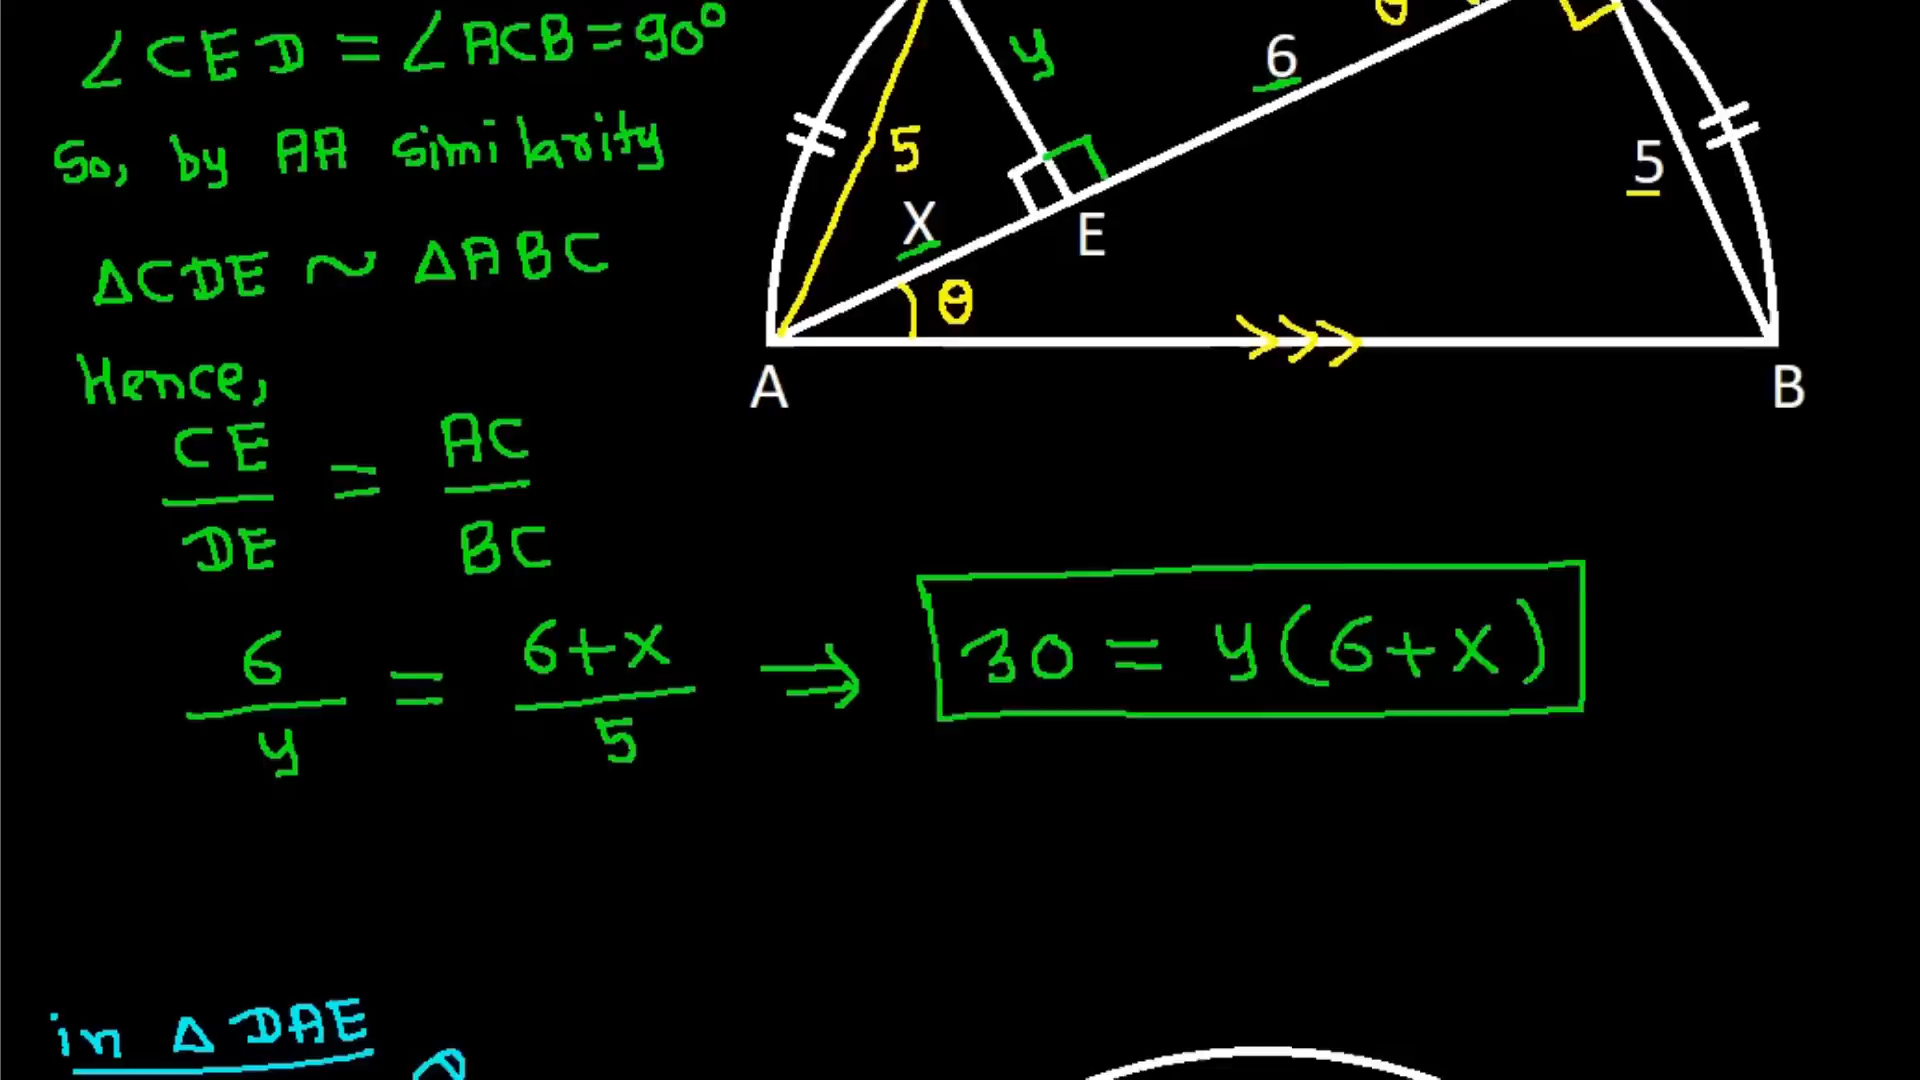 ∠CED = ∠ACB = 90°
So, by AA similarity
ΔCDE ~ ΔABC
Hence,
CE/DE = AC/BC
6/y = 6+x/5 ⇒ 30 = y(6+x)
in Δ DAE
y
6
θ
5
5
X
E
θ
A
B